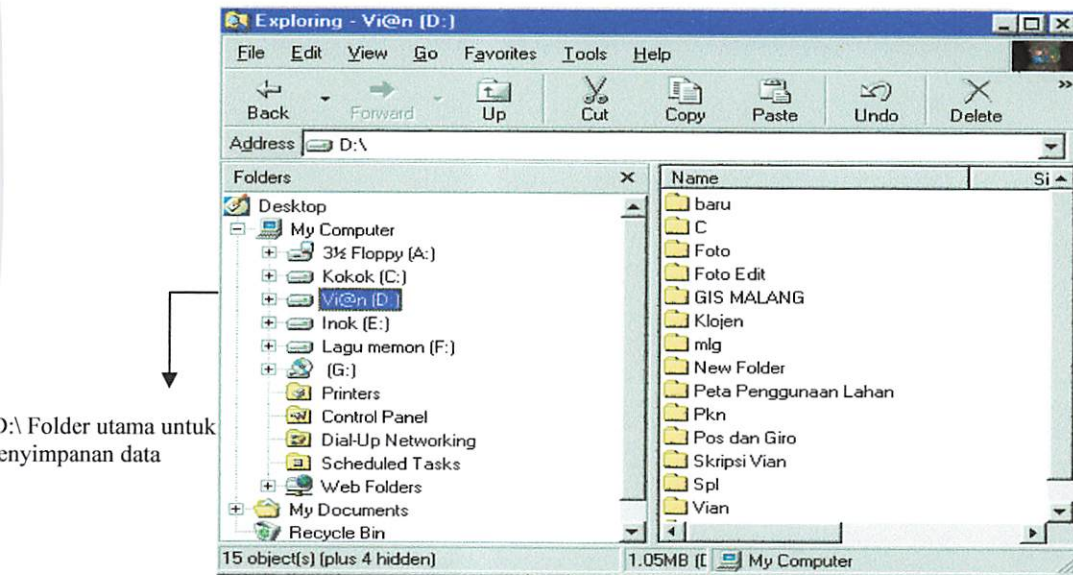 Exploring - Vi@n (D:)
File Edit View Go Favorites Tools Help
Back Forward Up Cut Copy Paste Undo Delete
Address D:\
Folders
Desktop
My Computer
3½ Floppy (A:)
Kokok (C:)
Vi@n (D:)
Inok (E:)
Lagu memon (F:)
(G:)
Printers
Control Panel
Dial-Up Networking
Scheduled Tasks
Web Folders
My Documents
Recycle Bin
Name Si
baru
C
Foto
Foto Edit
GIS MALANG
Klojen
mlg
New Folder
Peta Penggunaan Lahan
Pkn
Pos dan Giro
Skripsi Vian
Spl
Vian
15 object(s) (plus 4 hidden) 1.05MB (D My Computer
:\ Folder utama untuk
enyimpanan data